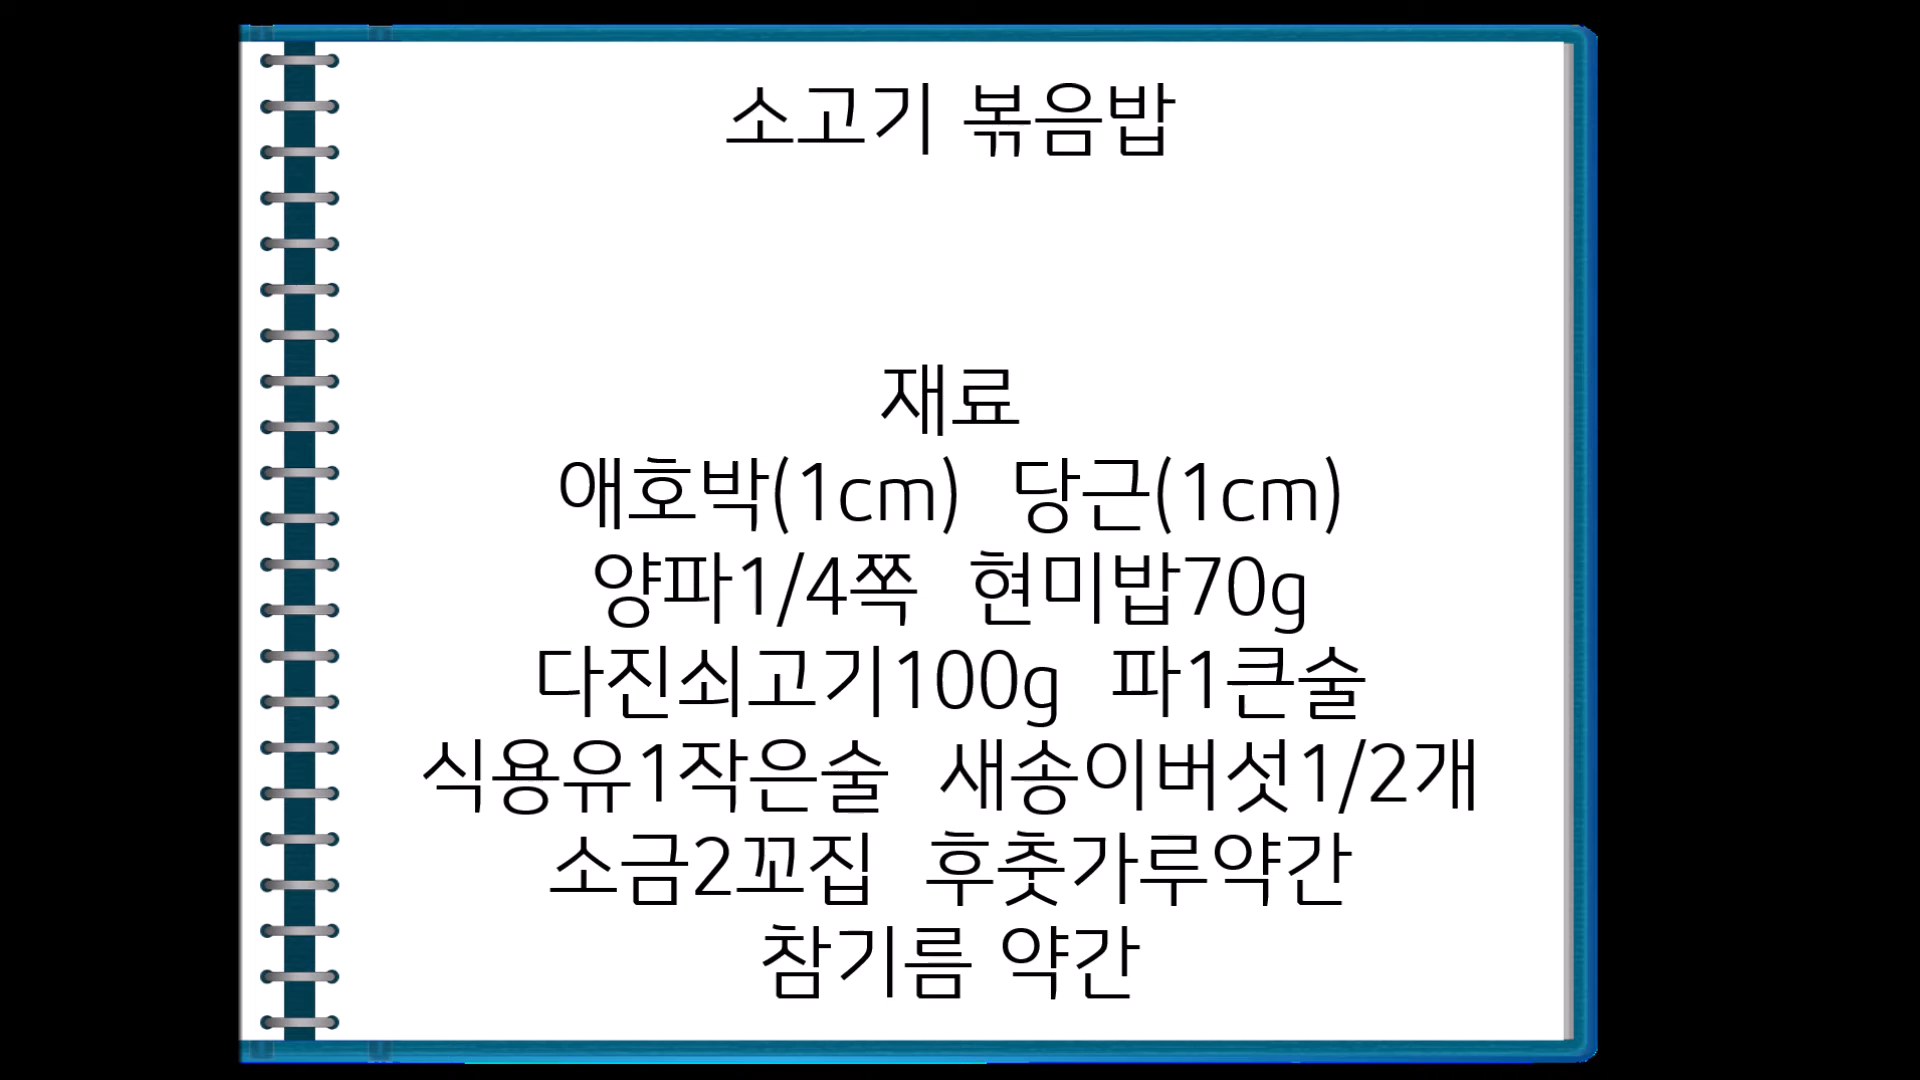 소고기 볶음밥
재료
애호박(1cm) 당근(1cm)
양파1/4쪽 현미밥70g
다진쇠고기100g 파1큰술
식용유1작은술 새송이버섯1/2개
소금2꼬집 후춧가루약간
참기름 약간